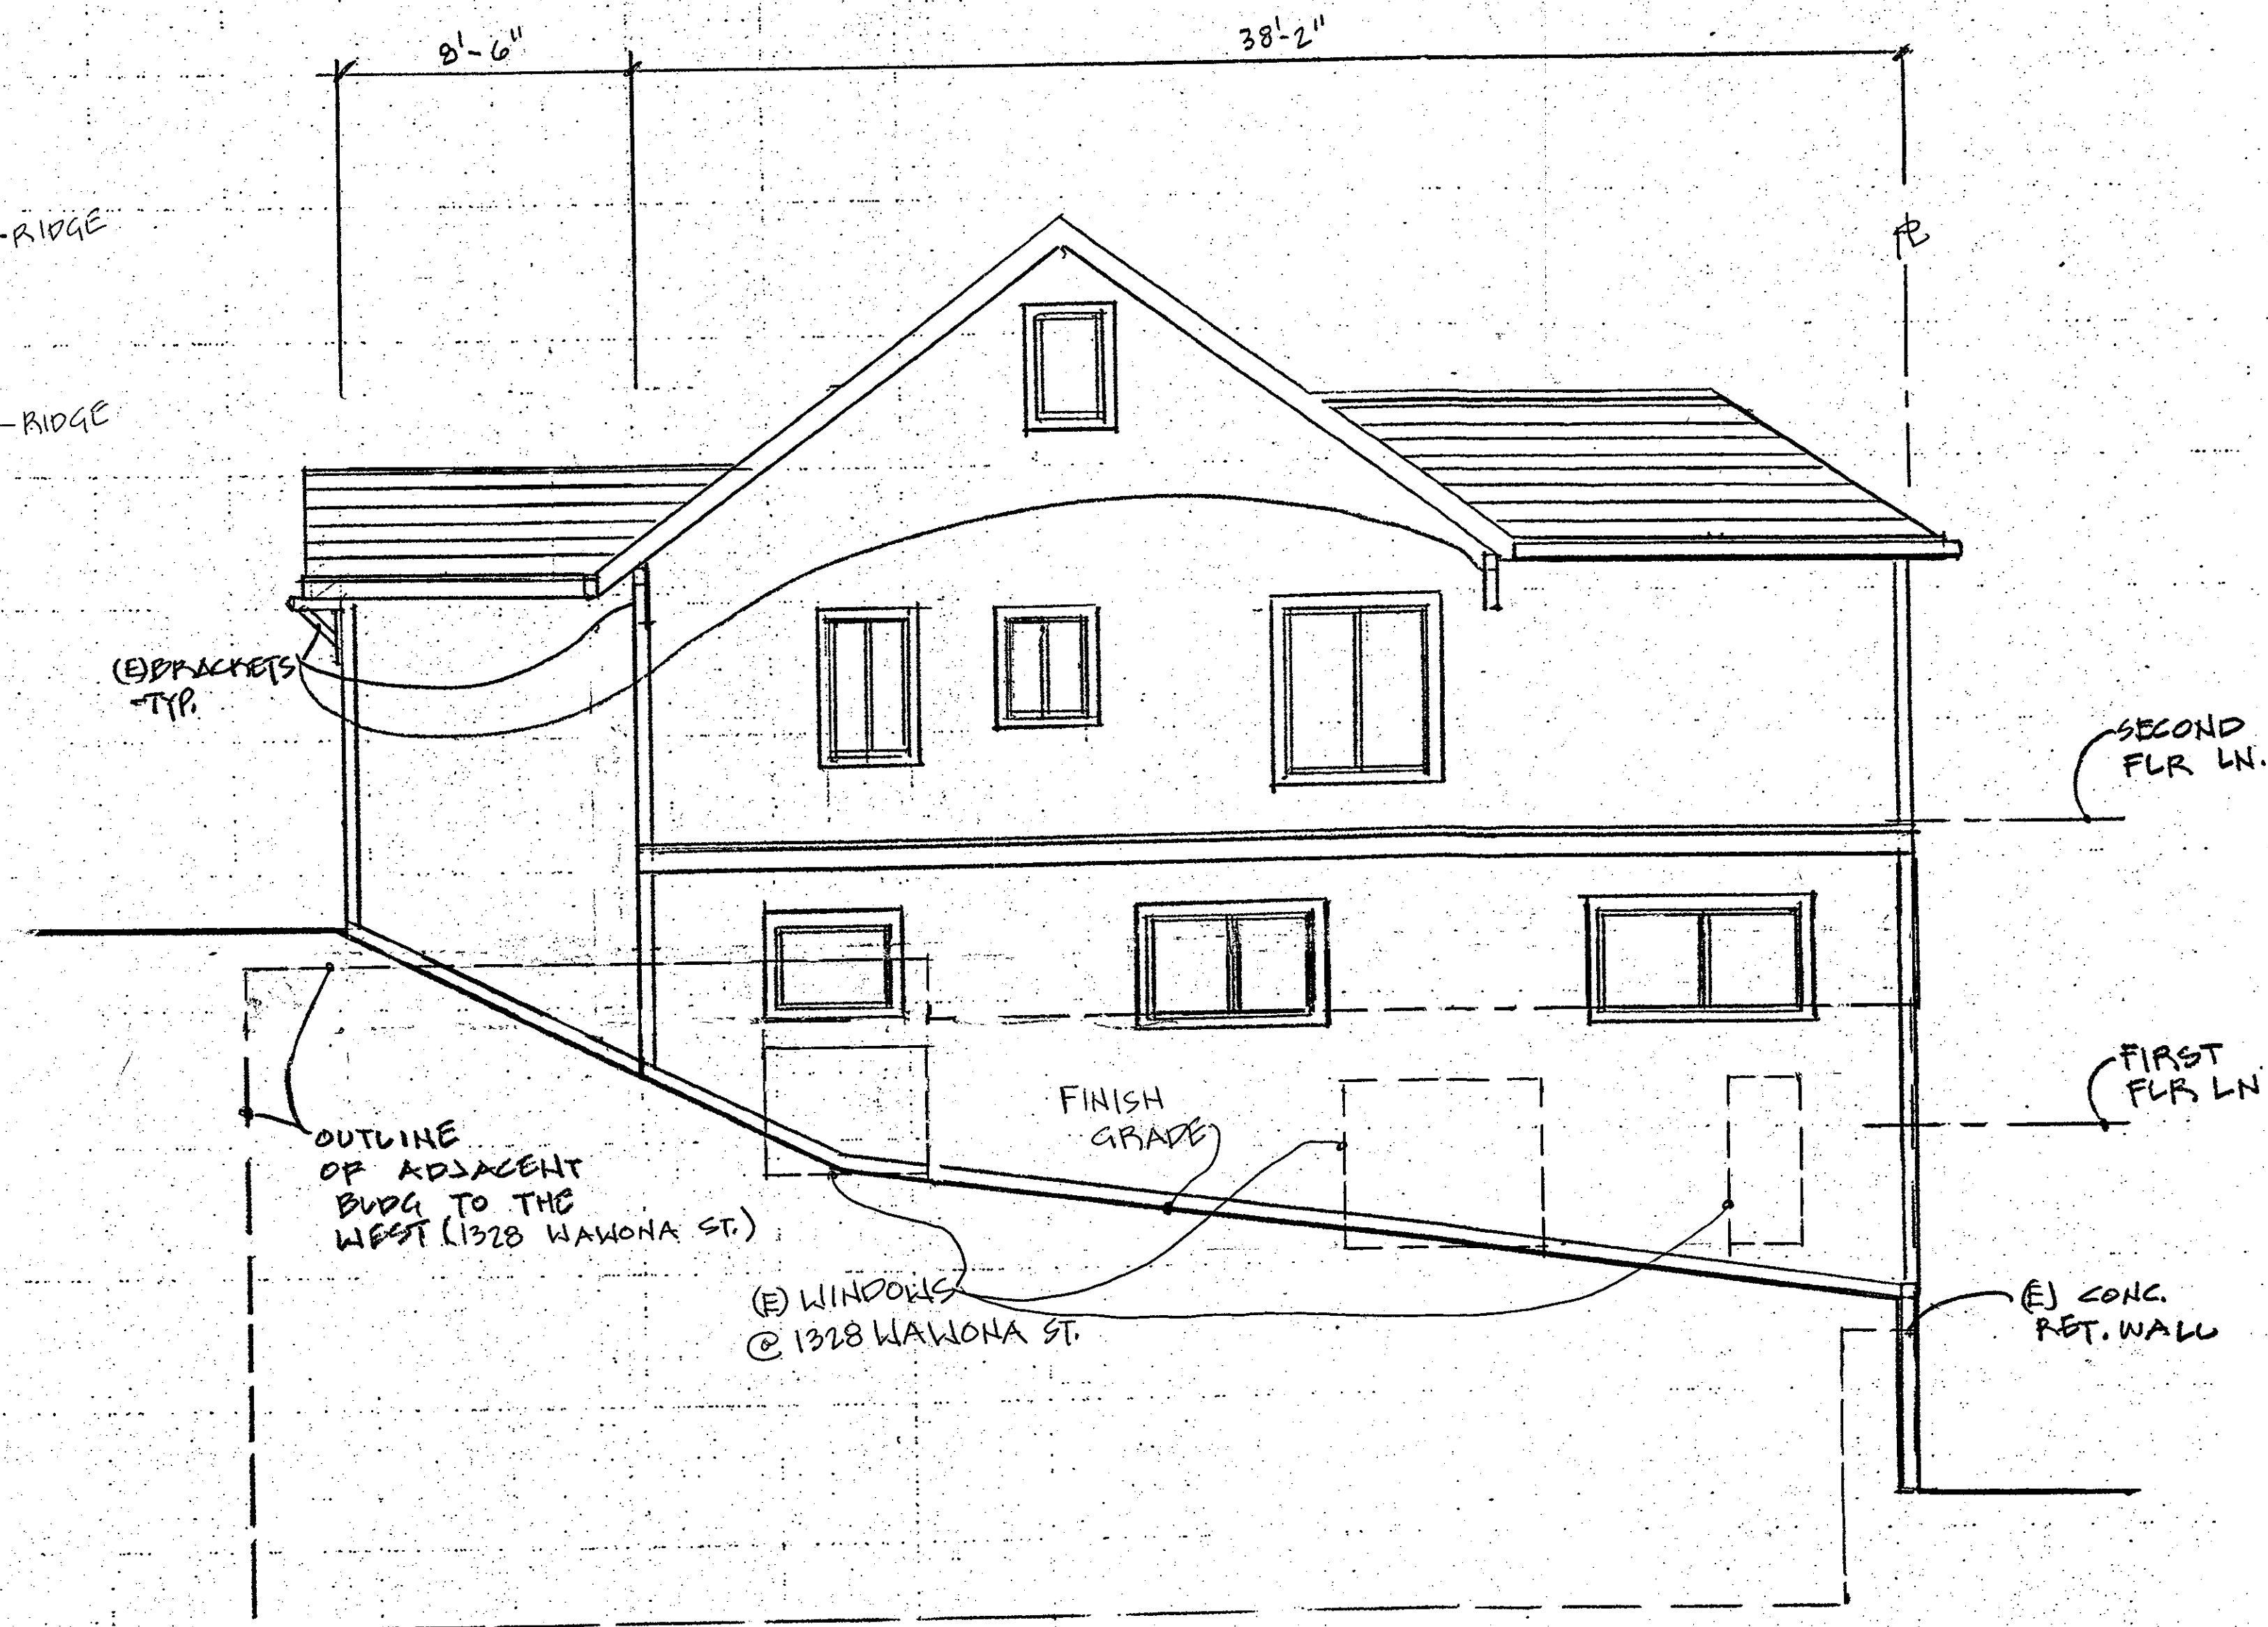 8'-6"
38'-2"
RIDGE
RIDGE
PL
(E) BRACKETS
-TYP.
SECOND
FLR LN.
FIRST
FLR LN
FINISH
GRADE
OUTLINE
OF ADJACENT
BLDG TO THE
WEST (1328 WAWONA ST.)
(E) WINDOWS
@ 1328 WAWONA ST.
(E) CONC.
RET. WALL